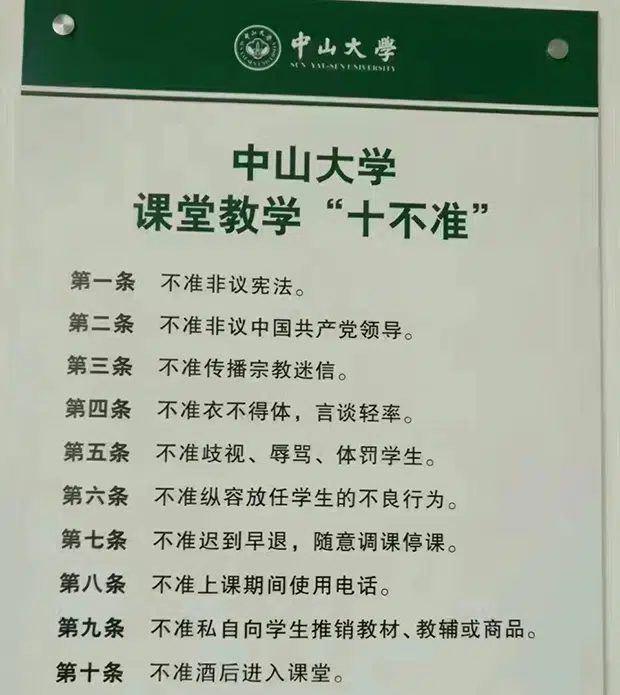 中山大學
SUN YAT-SEN UNIVERSITY
中山大学
课堂教学“十不准”
第一条 不准非议宪法。
第二条 不准非议中国共产党领导。
第三条 不准传播宗教迷信。
第四条 不准衣不得体，言谈轻率。
第五条 不准歧视、辱骂、体罚学生。
第六条 不准纵容放任学生的不良行为。
第七条 不准迟到早退，随意调课停课。
第八条 不准上课期间使用电话。
第九条 不准私自向学生推销教材、教辅或商品。
第十条 不准酒后进入课堂。